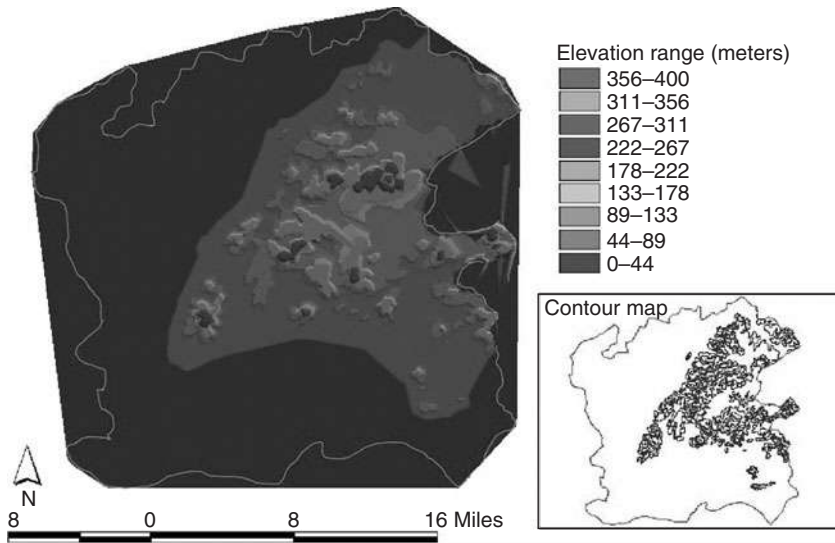 Elevation range (meters)
356–400
311–356
267–311
222–267
178–222
133–178
89–133
44–89
0–44
Contour map
N
8 0 8 16 Miles